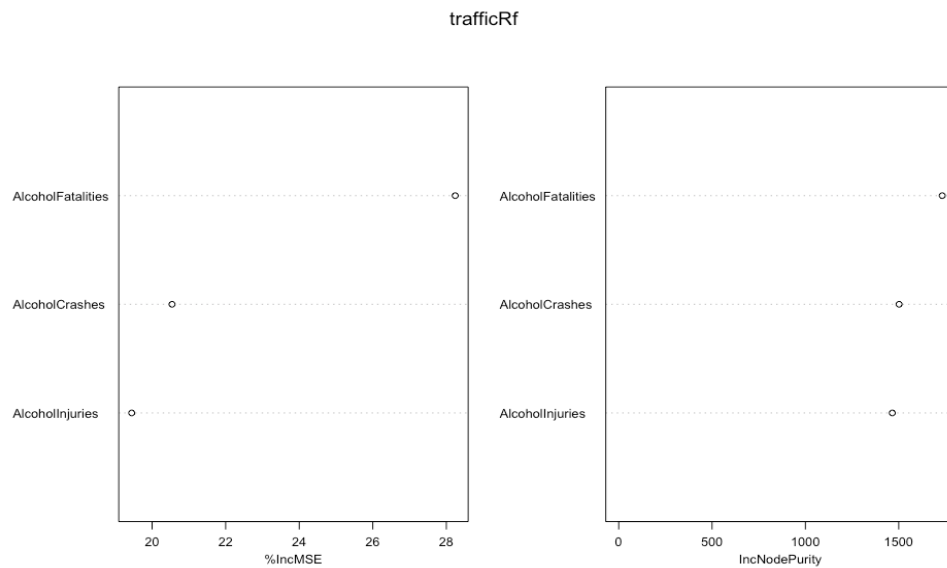 trafficRf
AlcoholFatalities
AlcoholCrashes
AlcoholInjuries
20 22 24 26 28
%IncMSE
AlcoholFatalities
AlcoholCrashes
AlcoholInjuries
0 500 1000 1500
IncNodePurity